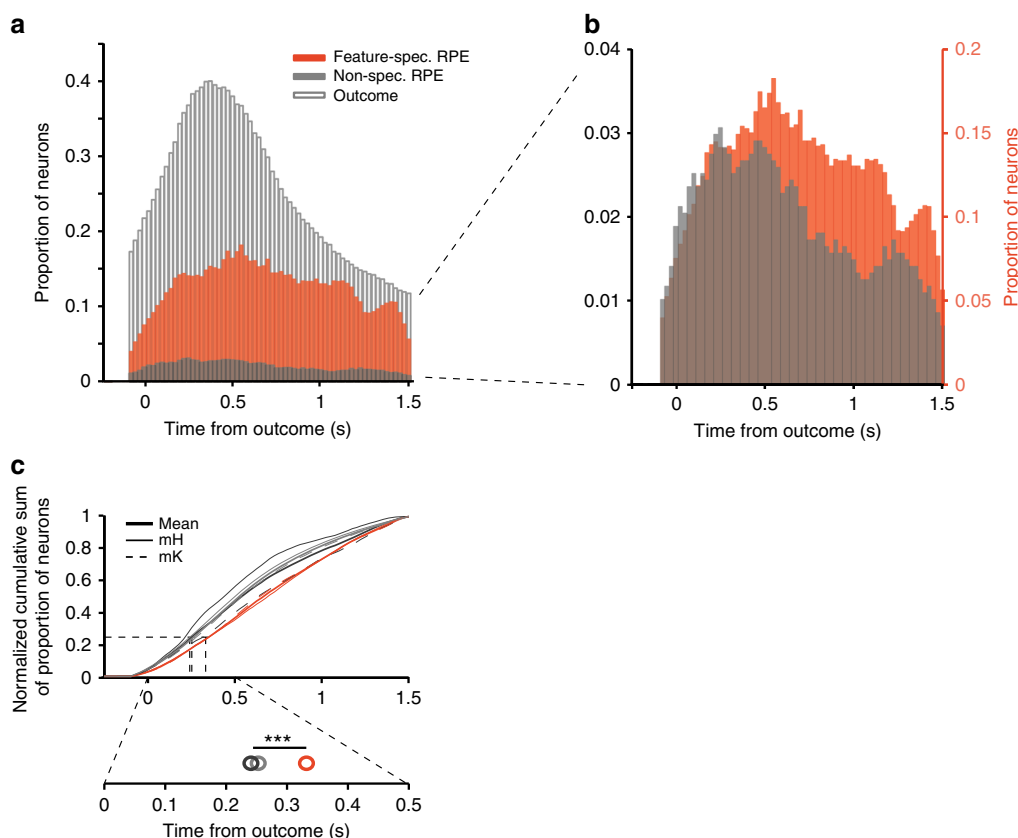 a
Feature-spec. RPE
Non-spec. RPE
Outcome
Proportion of neurons
0.4
0.3
0.2
0.1
0
0 0.5 1 1.5
Time from outcome (s)
b
0.04
0.03
0.02
0.01
0
0.2
0.15
0.1
0.05
0
Proportion of neurons
0 0.5 1 1.5
Time from outcome (s)
c
Normalized cumulative sum
of proportion of neurons
Mean
mH
mK
1
0.8
0.6
0.4
0.2
0
0 0.5 1 1.5
***
0 0.1 0.2 0.3 0.4 0.5
Time from outcome (s)